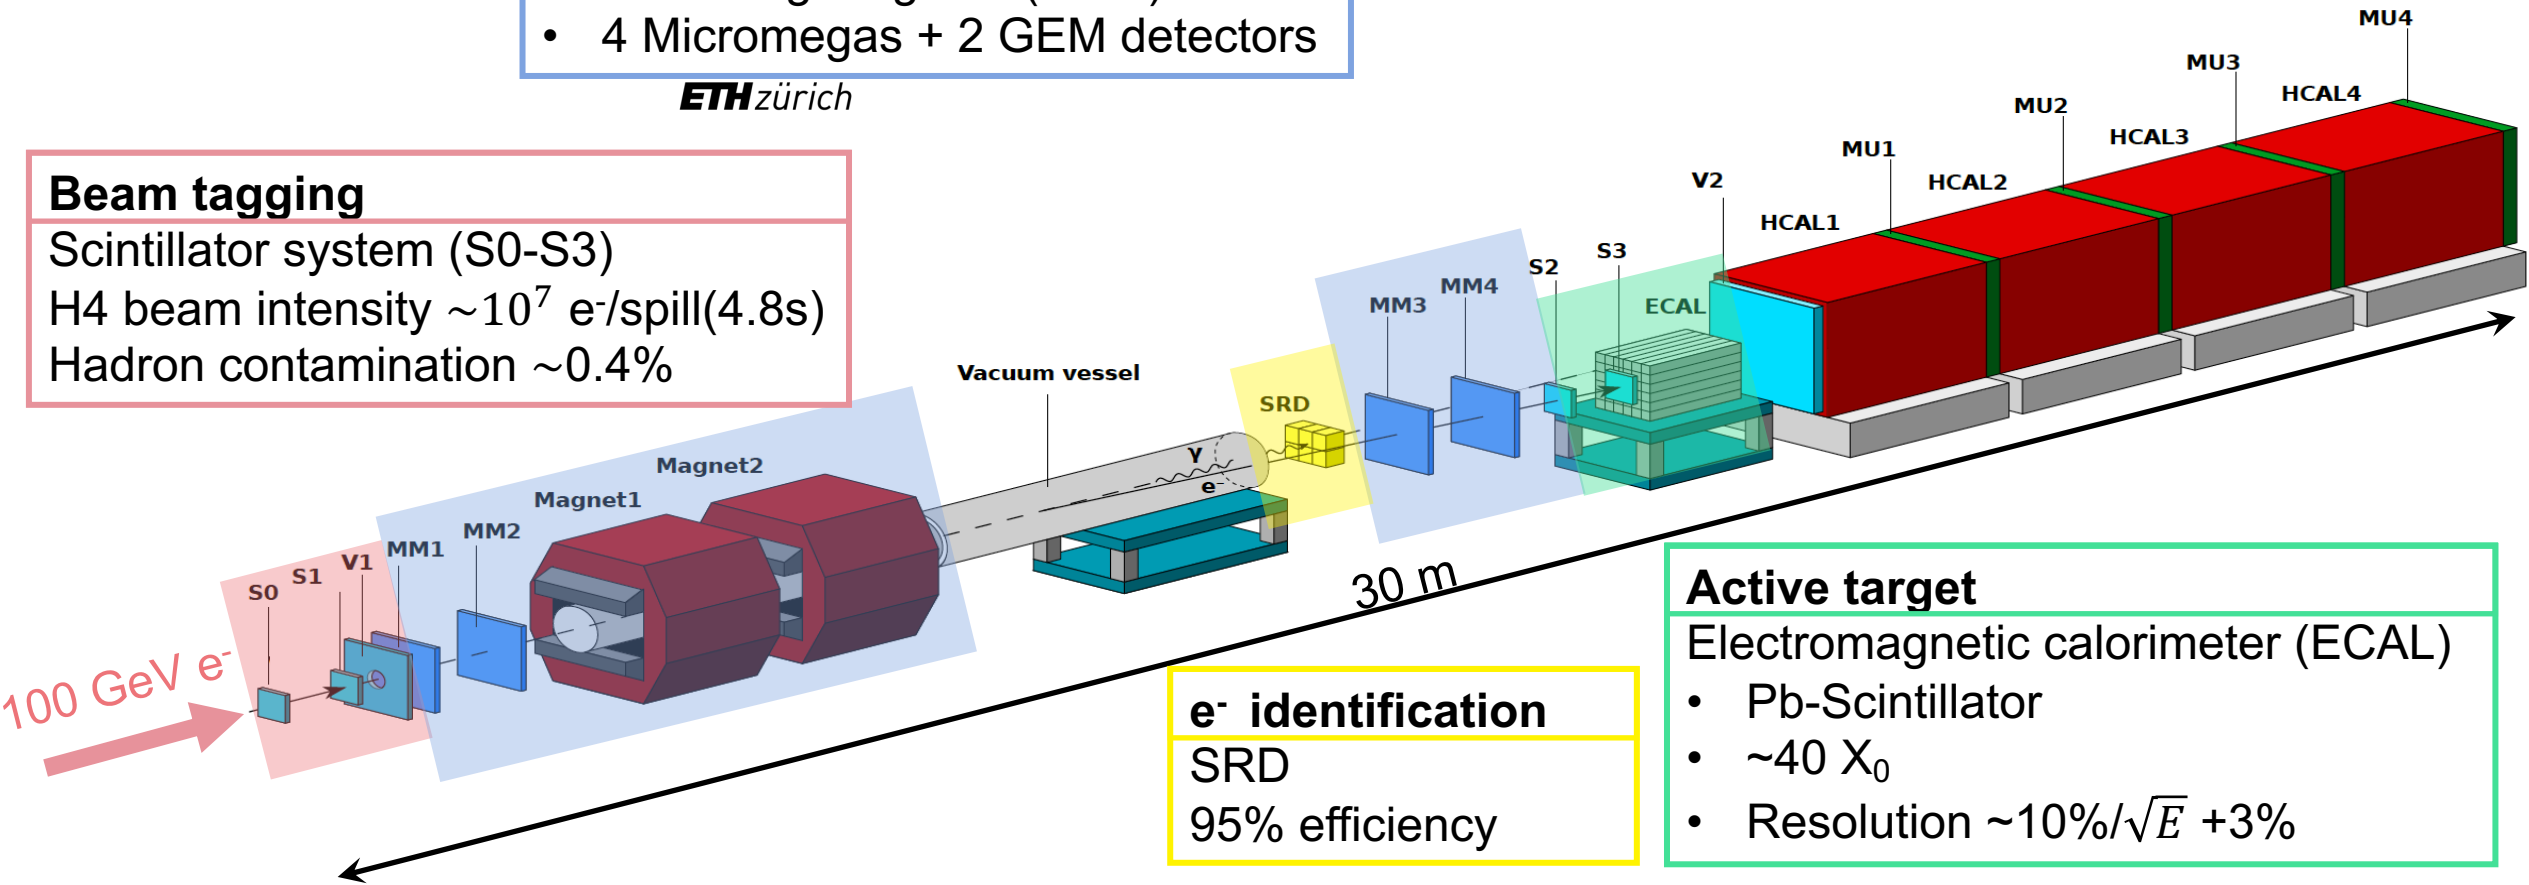 • 4 Micromegas + 2 GEM detectors
ETH zürich
Beam tagging
Scintillator system (S0-S3)
H4 beam intensity ~10⁷ e⁻/spill(4.8s)
Hadron contamination ~0.4%
MU4
MU3
HCAL4
MU2
HCAL3
MU1
HCAL2
V2
HCAL1
S3
S2
MM4
MM3
ECAL
Vacuum vessel
SRD
γ
e⁻
Magnet2
Magnet1
MM2
MM1
V1
S1
S0
100 GeV e⁻
30 m
e⁻ identification
SRD
95% efficiency
Active target
Electromagnetic calorimeter (ECAL)
• Pb-Scintillator
• ~40 X₀
• Resolution ~10%/√E +3%